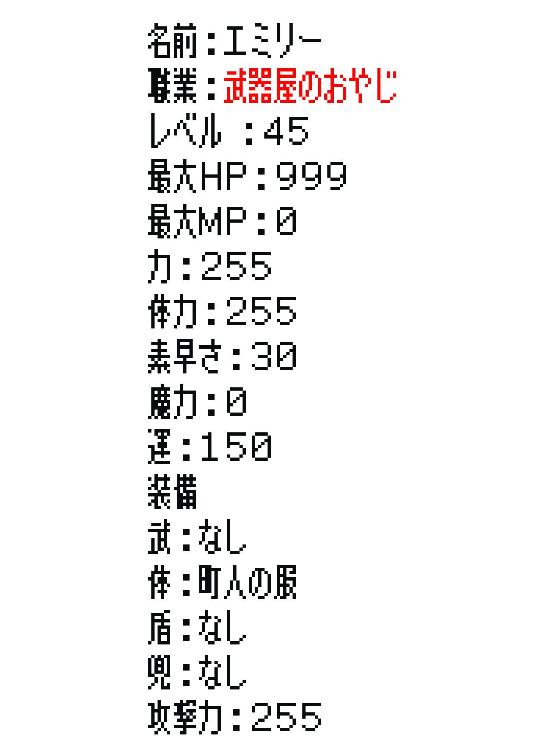 名前:エミリー
職業:武器屋のおやじ
レベル :45
最大HP:999
最大MP:0
力:255
体力:255
素早さ:30
魔力:0
運:150
装備
武:なし
体:町人の服
盾:なし
兜:なし
攻撃力:255